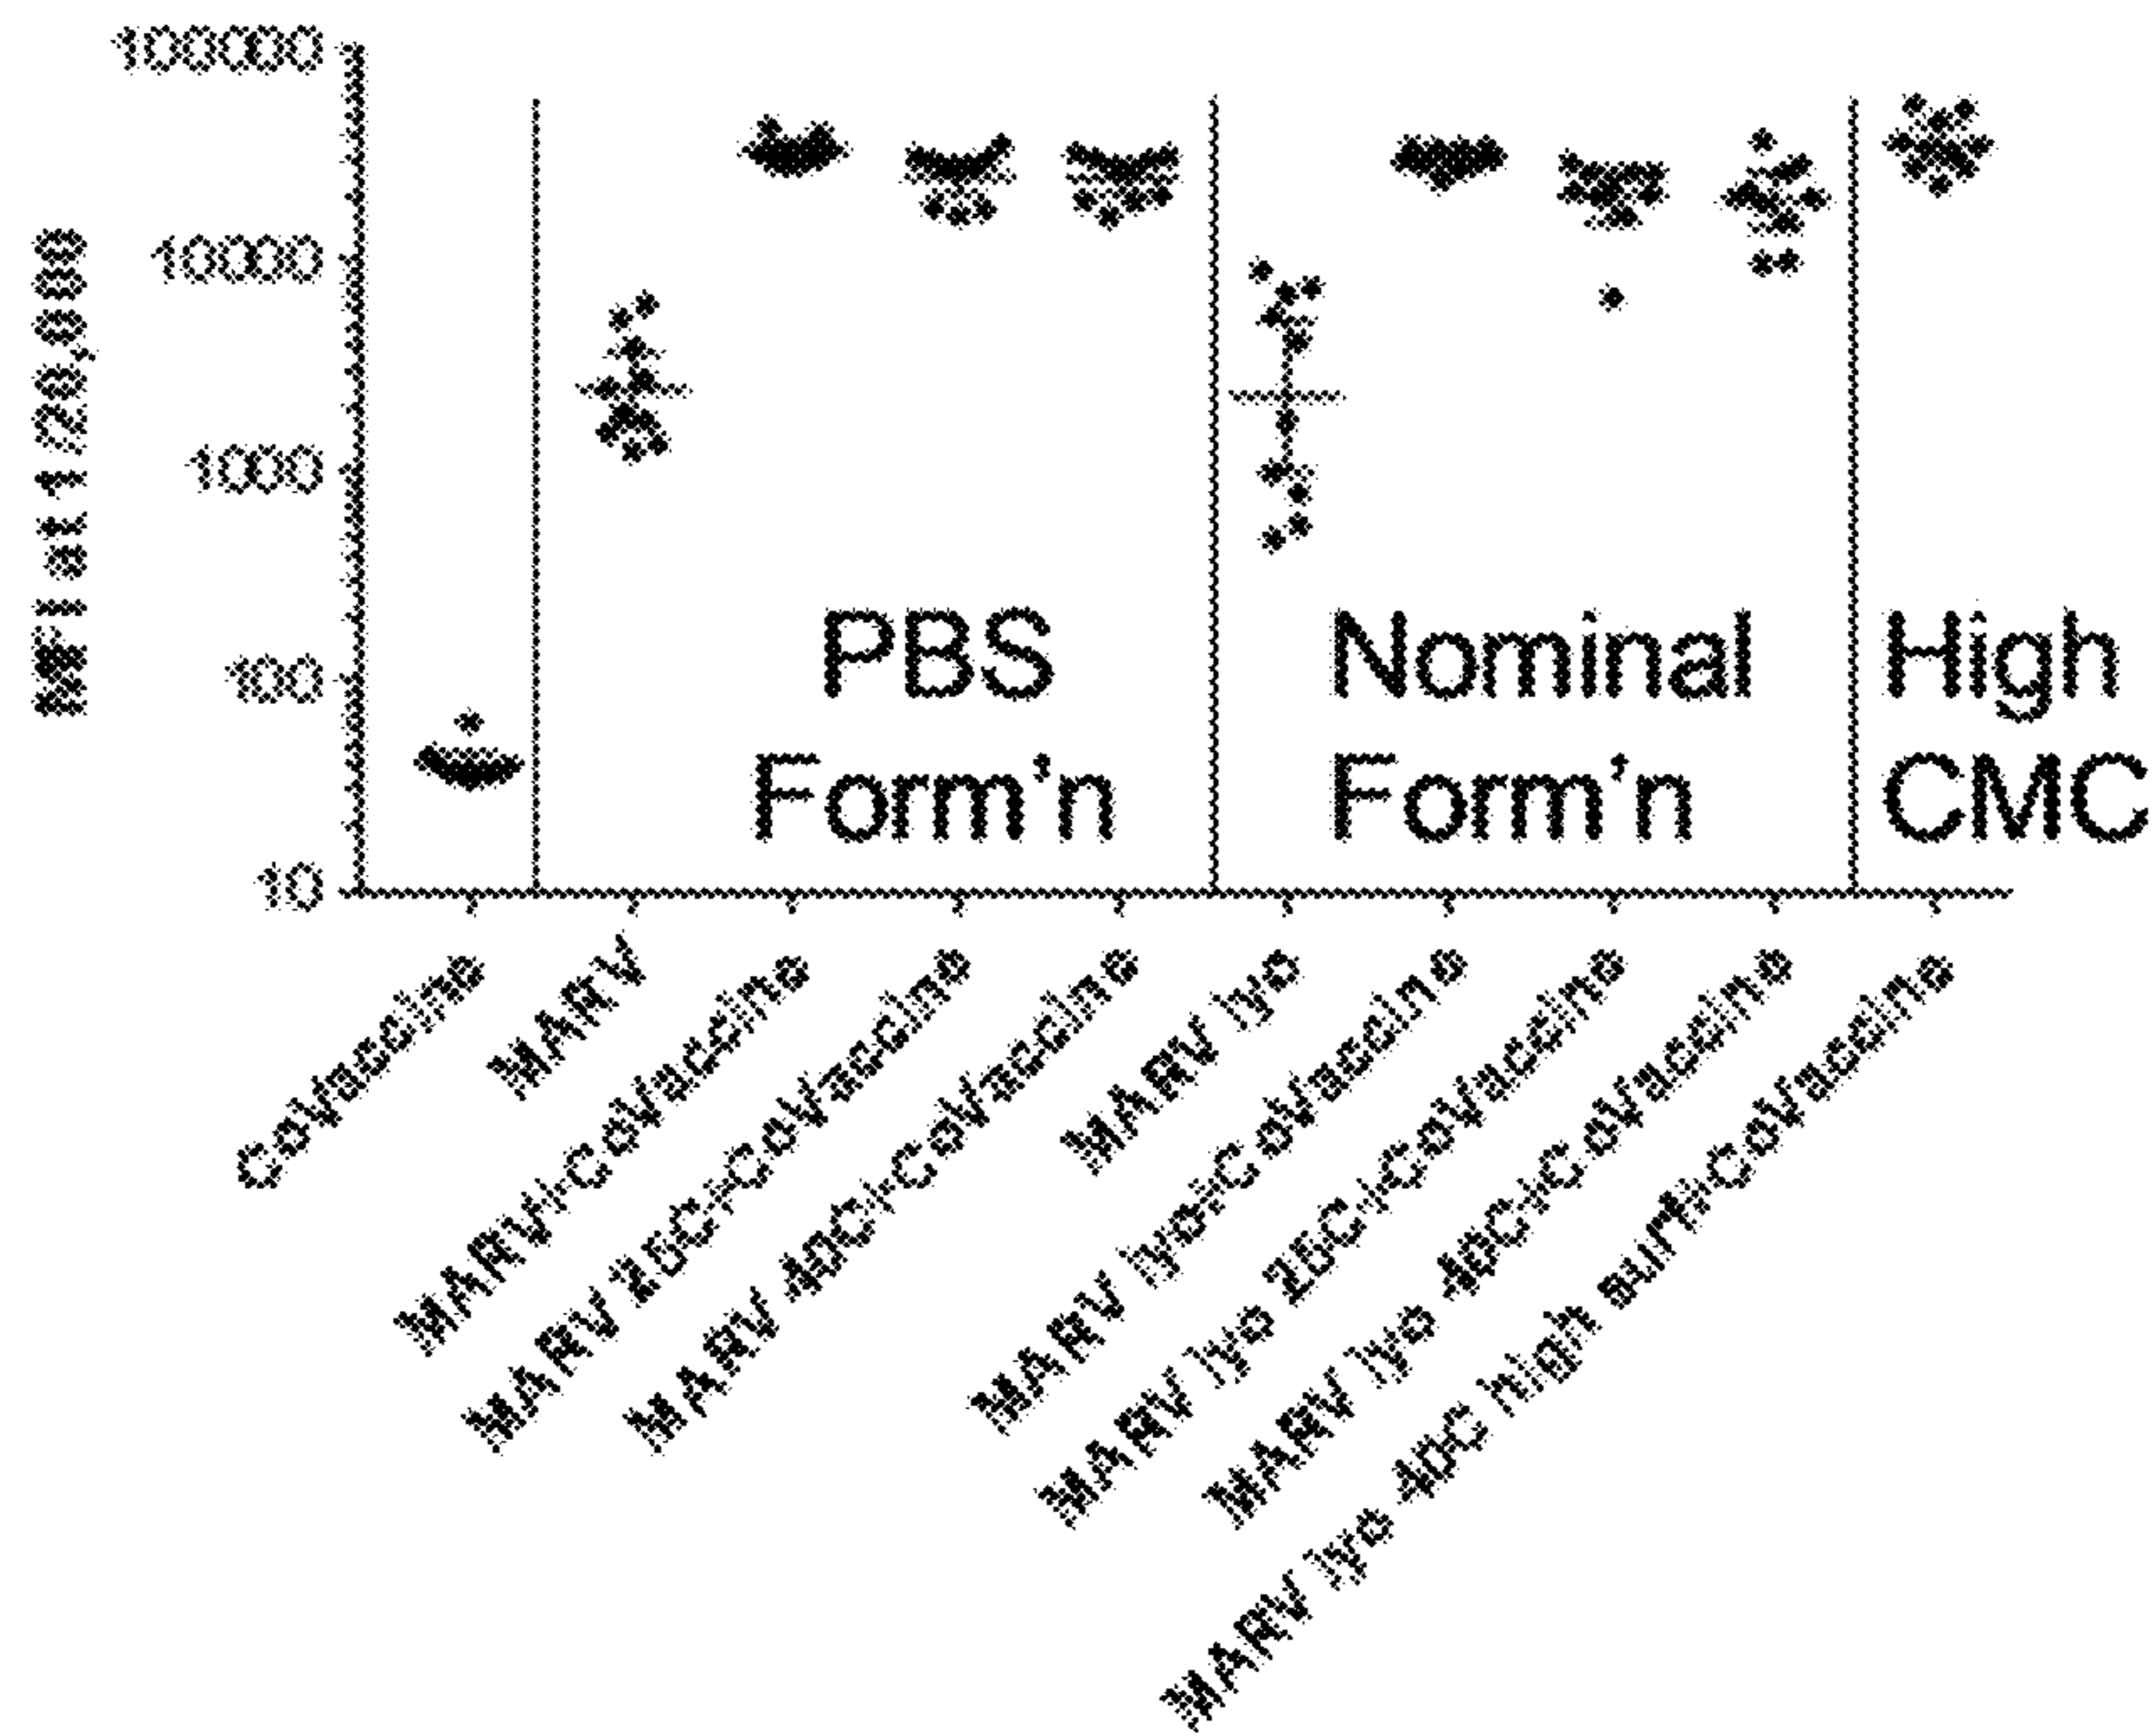 MFI at 1:20,000
100000
10000
1000
100
10
PBS
Form'n
Nominal
Form'n
High
CMC
Covaccine
MARV
MARV+Covaccine
MARV 25C+Covaccine
MARV 40C+Covaccine
MARV lyo
MARV lyo+Covaccine
MARV lyo 25C+Covaccine
MARV lyo 40C+Covaccine
MARV lyo 40C high surf+Covaccine